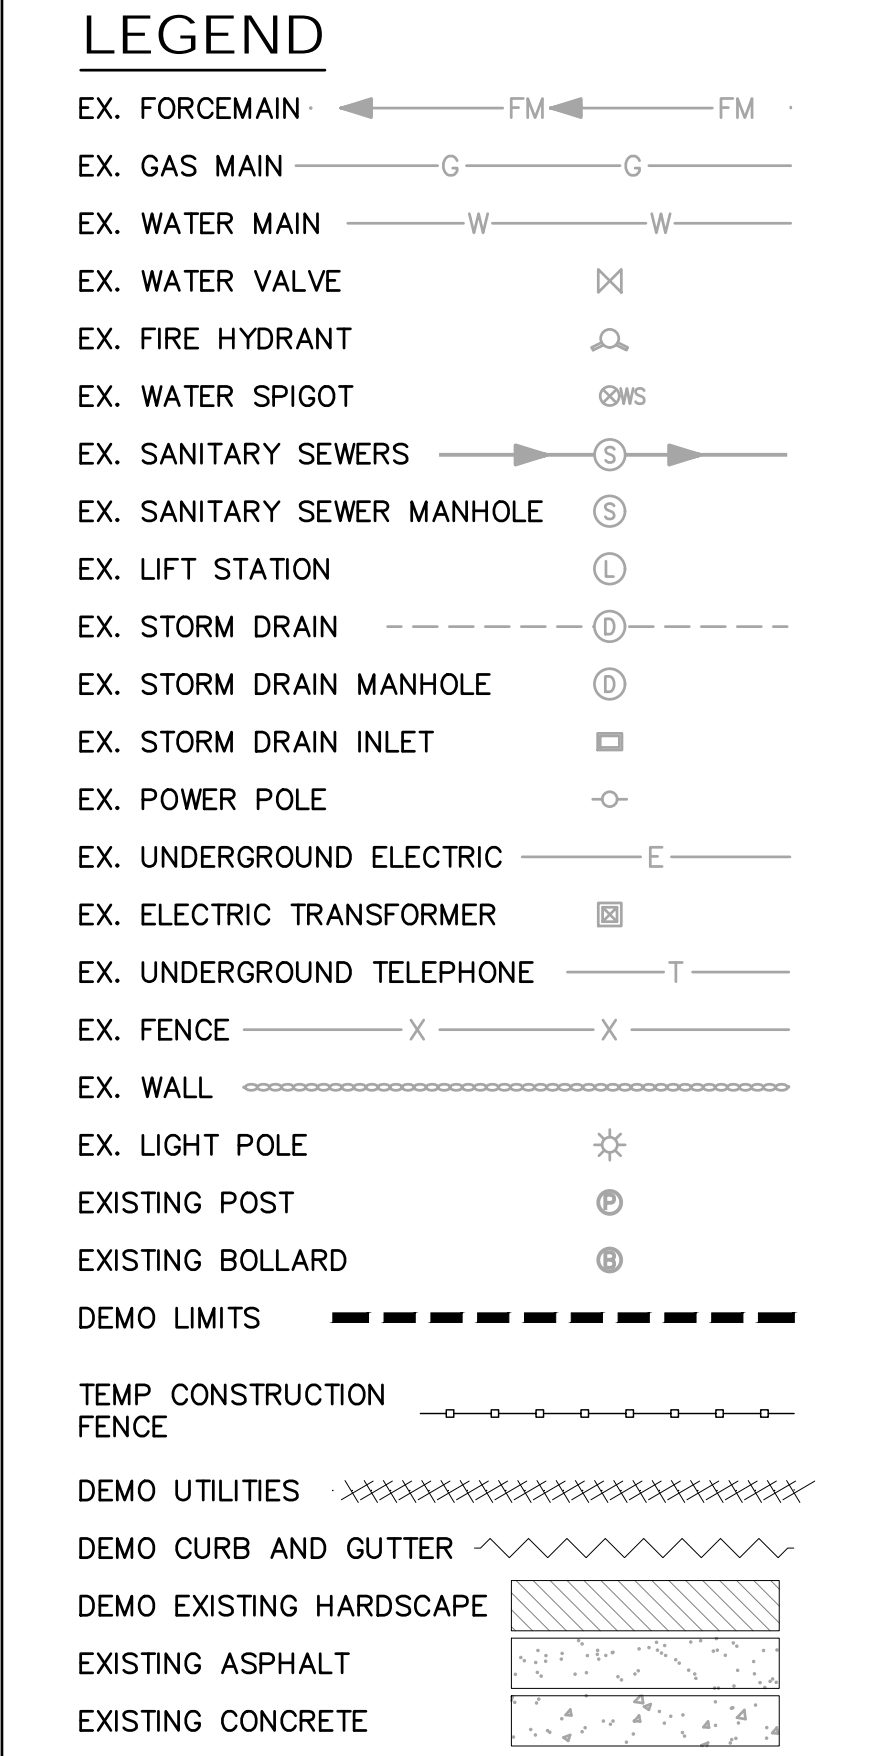 LEGEND
EX. FORCEMAIN FM FM
EX. GAS MAIN G G
EX. WATER MAIN W W
EX. WATER VALVE
EX. FIRE HYDRANT
EX. WATER SPIGOT WS
EX. SANITARY SEWERS S
EX. SANITARY SEWER MANHOLE S
EX. LIFT STATION L
EX. STORM DRAIN D
EX. STORM DRAIN MANHOLE D
EX. STORM DRAIN INLET
EX. POWER POLE
EX. UNDERGROUND ELECTRIC E
EX. ELECTRIC TRANSFORMER
EX. UNDERGROUND TELEPHONE T
EX. FENCE X X
EX. WALL
EX. LIGHT POLE
EXISTING POST P
EXISTING BOLLARD B
DEMO LIMITS
TEMP CONSTRUCTION
FENCE
DEMO UTILITIES
DEMO CURB AND GUTTER
DEMO EXISTING HARDSCAPE
EXISTING ASPHALT
EXISTING CONCRETE